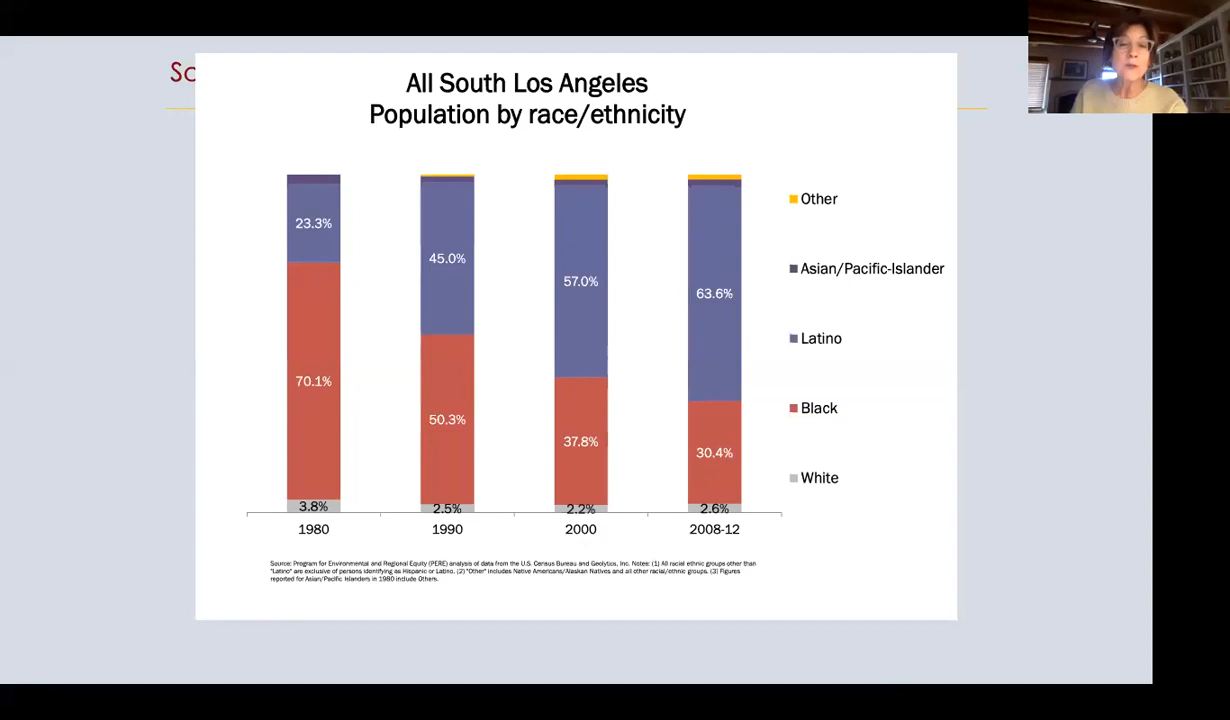 So
All South Los Angeles
Population by race/ethnicity
23.3%
70.1%
3.8%
45.0%
50.3%
2.5%
57.0%
37.8%
2.2%
63.6%
30.4%
2.6%
1980
1990
2000
2008-12
Other
Asian/Pacific-Islander
Latino
Black
White
Source: Program for Environmental and Regional Equity (PERE) analysis of data from the U.S. Census Bureau and Geolytics, Inc. Notes: (1) All racial ethnic groups other than
"Latino" are exclusive of persons identifying as Hispanic or Latino. (2) "Other" includes Native Americans/Alaskan Natives and all other racial/ethnic groups. (3) Figures
reported for Asian/Pacific Islanders in 1980 include Others.